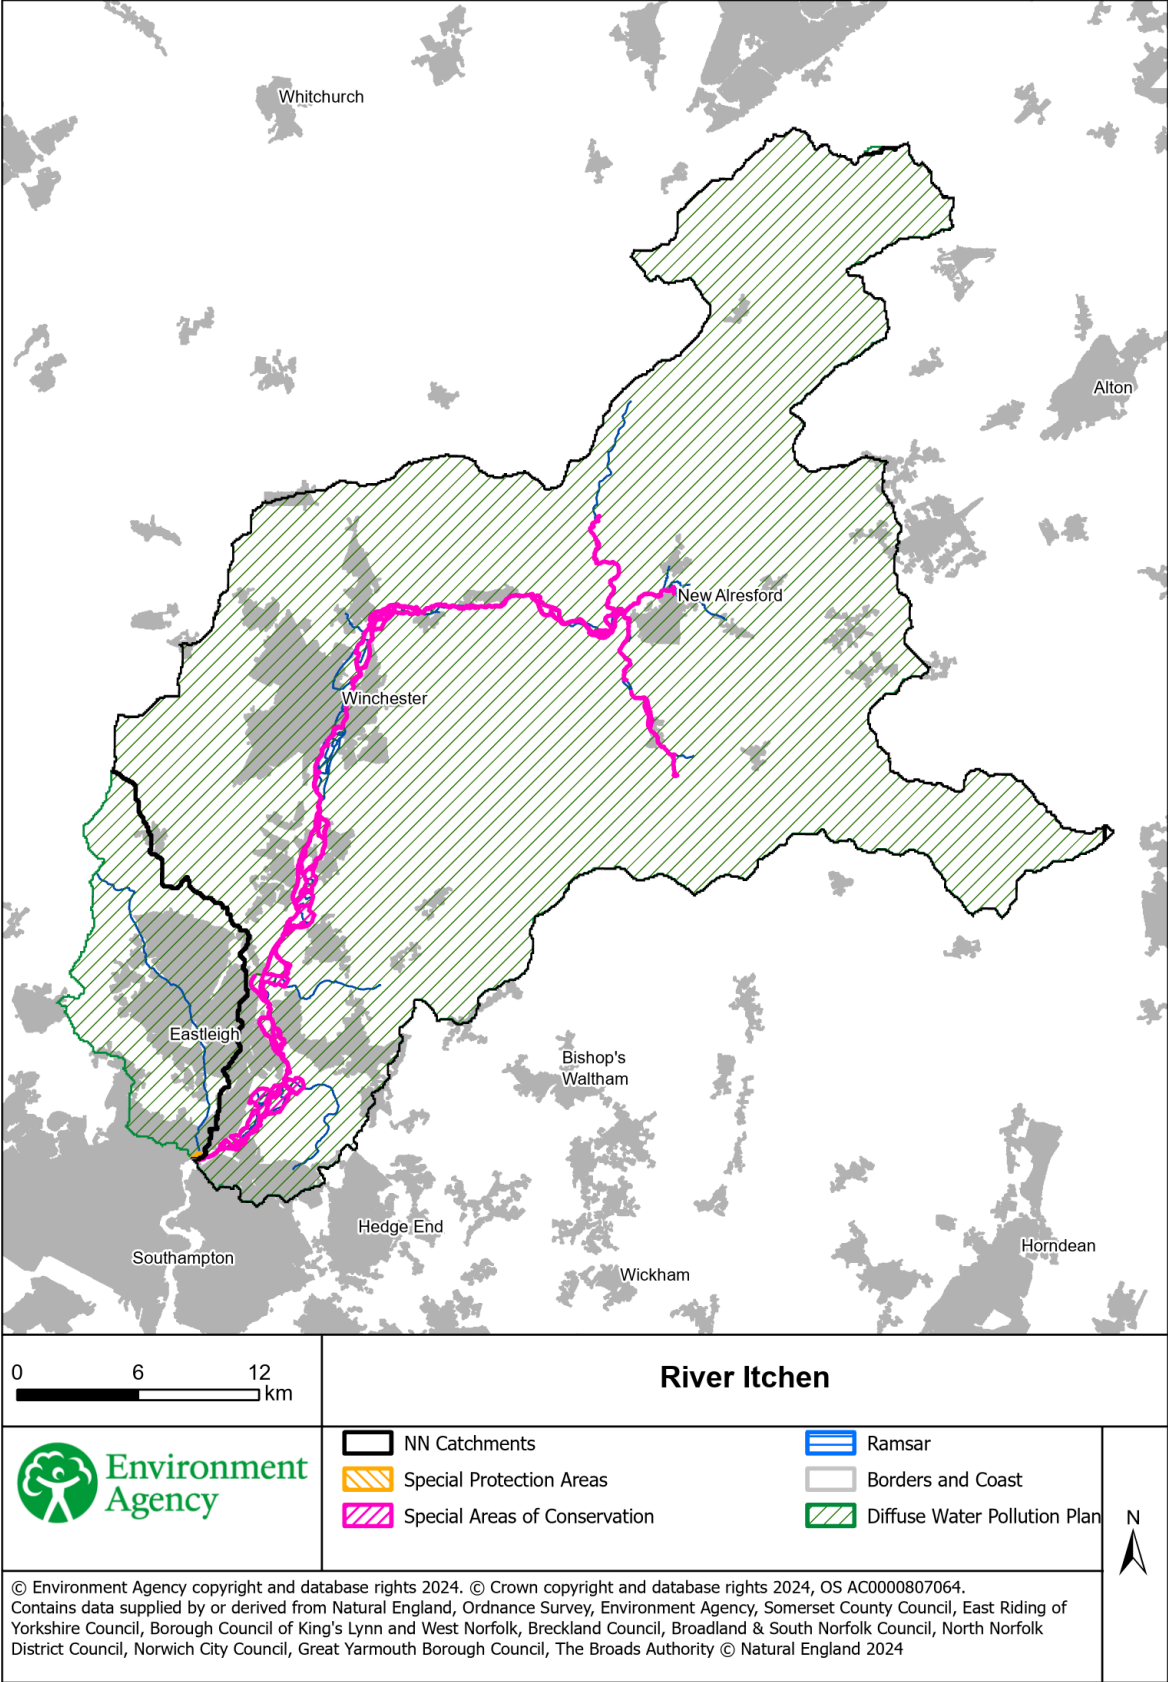 Whitchurch
Alton
New Alresford
Winchester
Eastleigh
Bishop's
Waltham
Hedge End
Southampton
Horndean
Wickham
0 6 12
km
River Itchen
Environment
Agency
NN Catchments
Special Protection Areas
Special Areas of Conservation
Ramsar
Borders and Coast
Diffuse Water Pollution Plan
N
© Environment Agency copyright and database rights 2024. © Crown copyright and database rights 2024, OS AC0000807064.
Contains data supplied by or derived from Natural England, Ordnance Survey, Environment Agency, Somerset County Council, East Riding of
Yorkshire Council, Borough Council of King's Lynn and West Norfolk, Breckland Council, Broadland & South Norfolk Council, North Norfolk
District Council, Norwich City Council, Great Yarmouth Borough Council, The Broads Authority © Natural England 2024